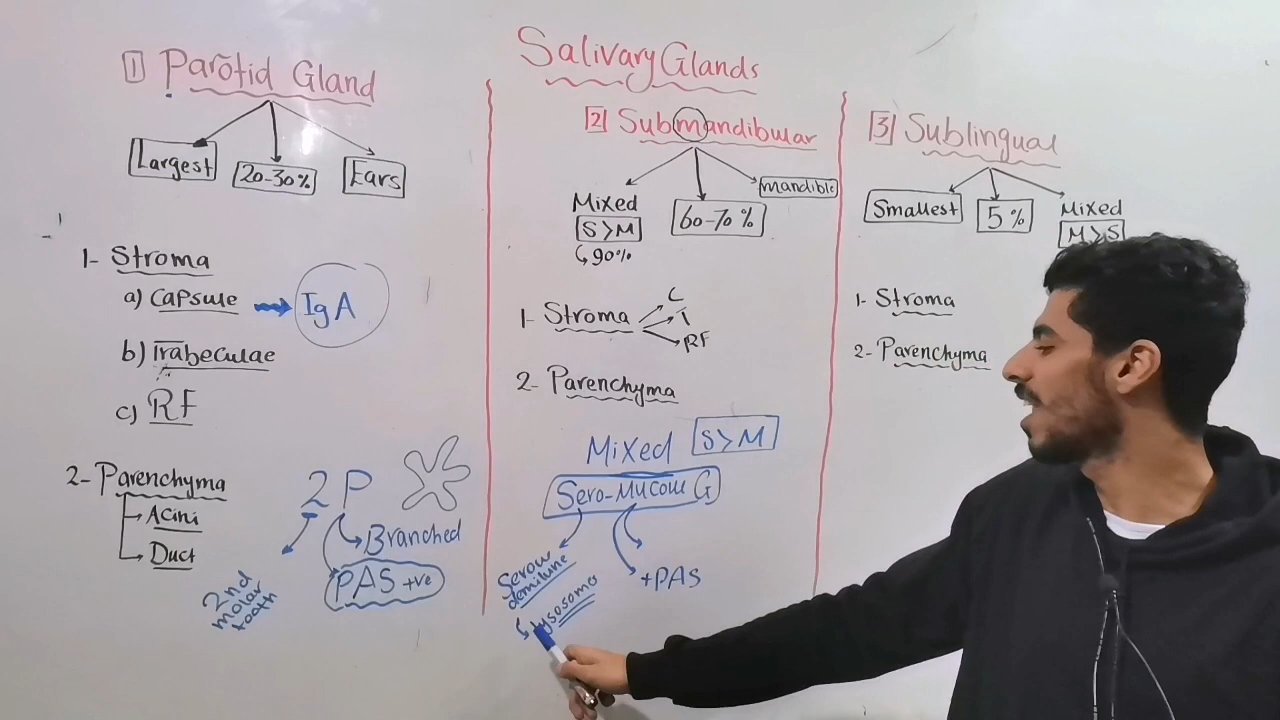 Salivary Glands
1 Parotid Gland
Largest 20-30% Ears
1- Stroma
a) Capsule → IgA
b) Trabeculae
c) RF
2- Parenchyma
Acini
Duct
2P
Branched
PAS +ve
2nd
molar
tooth
2 Submandibular
Mixed 60-70% mandible
S>M
90%
1- Stroma
C
T
RF
2- Parenchyma
Mixed S>M
Sero-Mucous G
Serous
demilune
lysosomes
+PAS
3 Sublingual
Smallest 5% Mixed
M>S
1- Stroma
2- Parenchyma